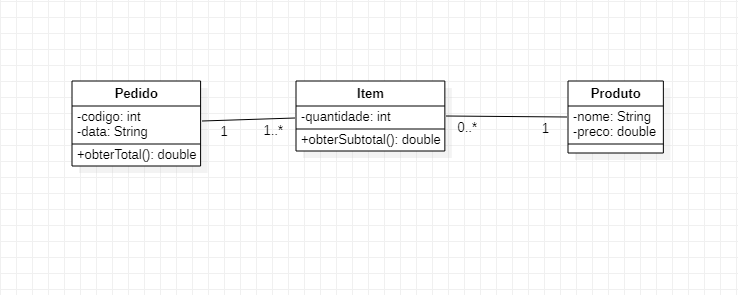 Pedido
-codigo: int
-data: String
+obterTotal(): double
1
1..*
Item
-quantidade: int
+obterSubtotal(): double
0..*
1
Produto
-nome: String
-preco: double